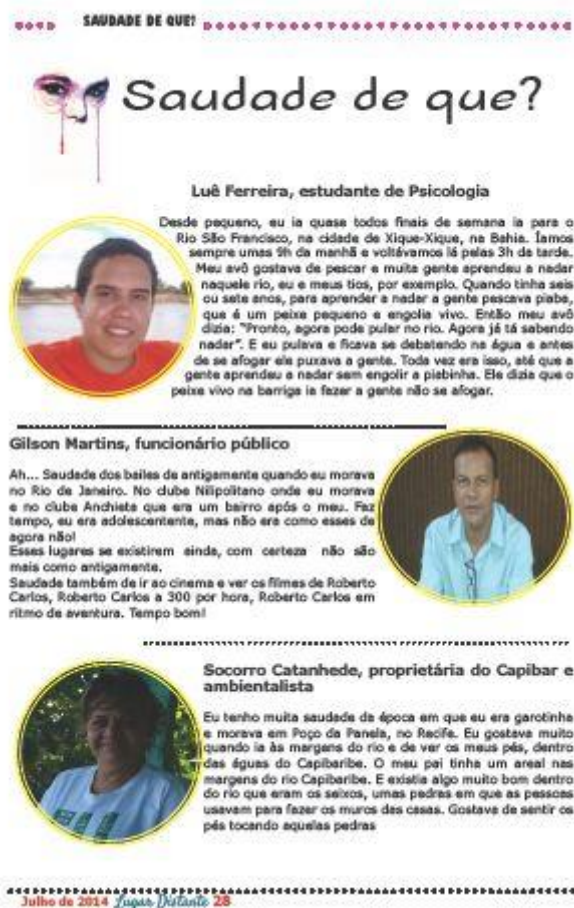 SAUDADE DE QUE?
Saudade de que?
Luê Ferreira, estudante de Psicologia
Desde pequeno, eu ia quase todos finais de semana ia para o
Rio São Francisco, na cidade de Xique-Xique, na Bahia. Íamos
sempre umas 9h da manhã e voltávamos lá pelas 3h da tarde.
Meu avô gostava de pescar e muita gente aprendeu a nadar
naquele rio, eu e meus tios, por exemplo. Quando tinha seis
ou sete anos, para aprender a nadar a gente pescava piaba,
que é um peixe pequeno e engolia vivo. Então meu avô
dizia: "Pronto, agora pode pular no rio. Agora já tá sabendo
nadar". E eu pulava e ficava se debatendo na água e antes
de se afogar ele puxava a gente. Toda vez era isso, até que a
gente aprendeu a nadar sem engolir a piabinha. Ele dizia que o
peixe vivo na barriga ia fazer a gente não se afogar.
Gilson Martins, funcionário público
Ah... Saudade dos bailes de antigamente quando eu morava
no Rio de Janeiro. No clube Nilipolitano onde eu morava
e no clube Anchieta que era um bairro após o meu. Faz
tempo, eu era adolescentente, mas não era como esses de
agora não!
Esses lugares se existirem ainda, com certeza não são
mais como antigamente.
Saudade também de ir ao cinema e ver os filmes de Roberto
Carlos, Roberto Carlos a 300 por hora, Roberto Carlos em
ritmo de aventura. Tempo bom!
Socorro Catanhede, proprietária do Capibar e
ambientalista
Eu tenho muita saudade da época em que eu era garotinha
e morava em Poço da Panela, no Recife. Eu gostava muito
quando ia às margens do rio e de ver os meus pés, dentro
das águas do Capibaribe. O meu pai tinha um areal nas
margens do rio Capibaribe. E existia algo muito bom dentro
do rio que eram os seixos, umas pedras em que as pessoas
usavam para fazer os muros das casas. Gostava de sentir os
pés tocando aquelas pedras
Julho de 2014 Lugar Distante 28